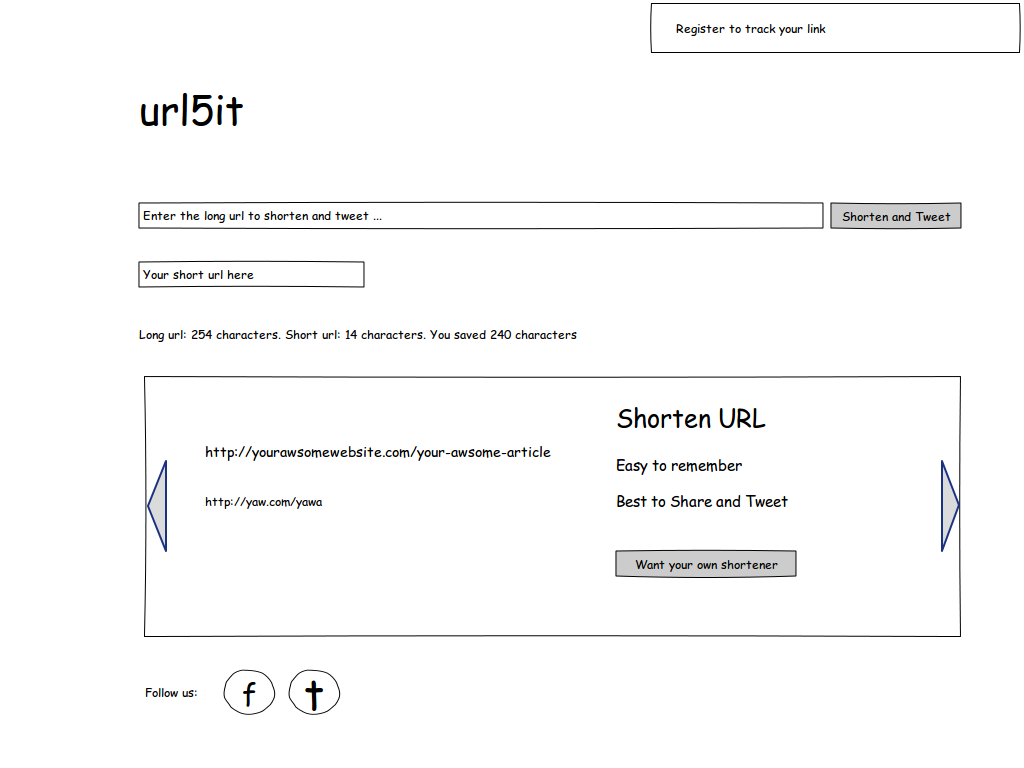 Register to track your link
url5it
Enter the long url to shorten and tweet ...
Shorten and Tweet
Your short url here
Long url: 254 characters. Short url: 14 characters. You saved 240 characters
http://yourawsomewebsite.com/your-awsome-article
http://yaw.com/yawa
Shorten URL
Easy to remember
Best to Share and Tweet
Want your own shortener
Follow us:
f
t